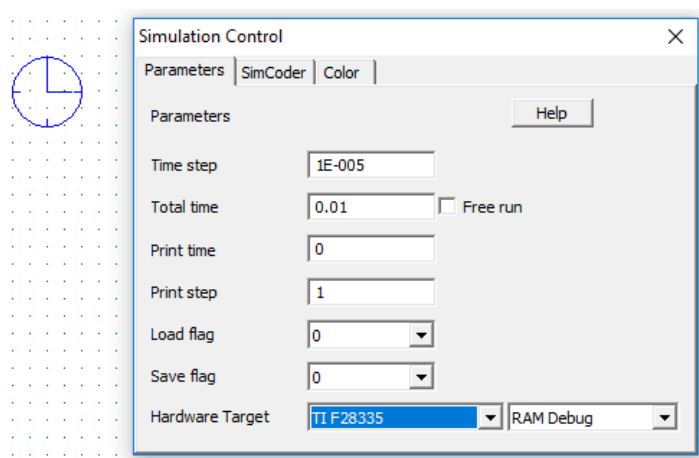 Simulation Control
Parameters SimCoder Color
Parameters Help
Time step 1E-005
Total time 0.01 Free run
Print time 0
Print step 1
Load flag 0
Save flag 0
Hardware Target TI F28335 RAM Debug